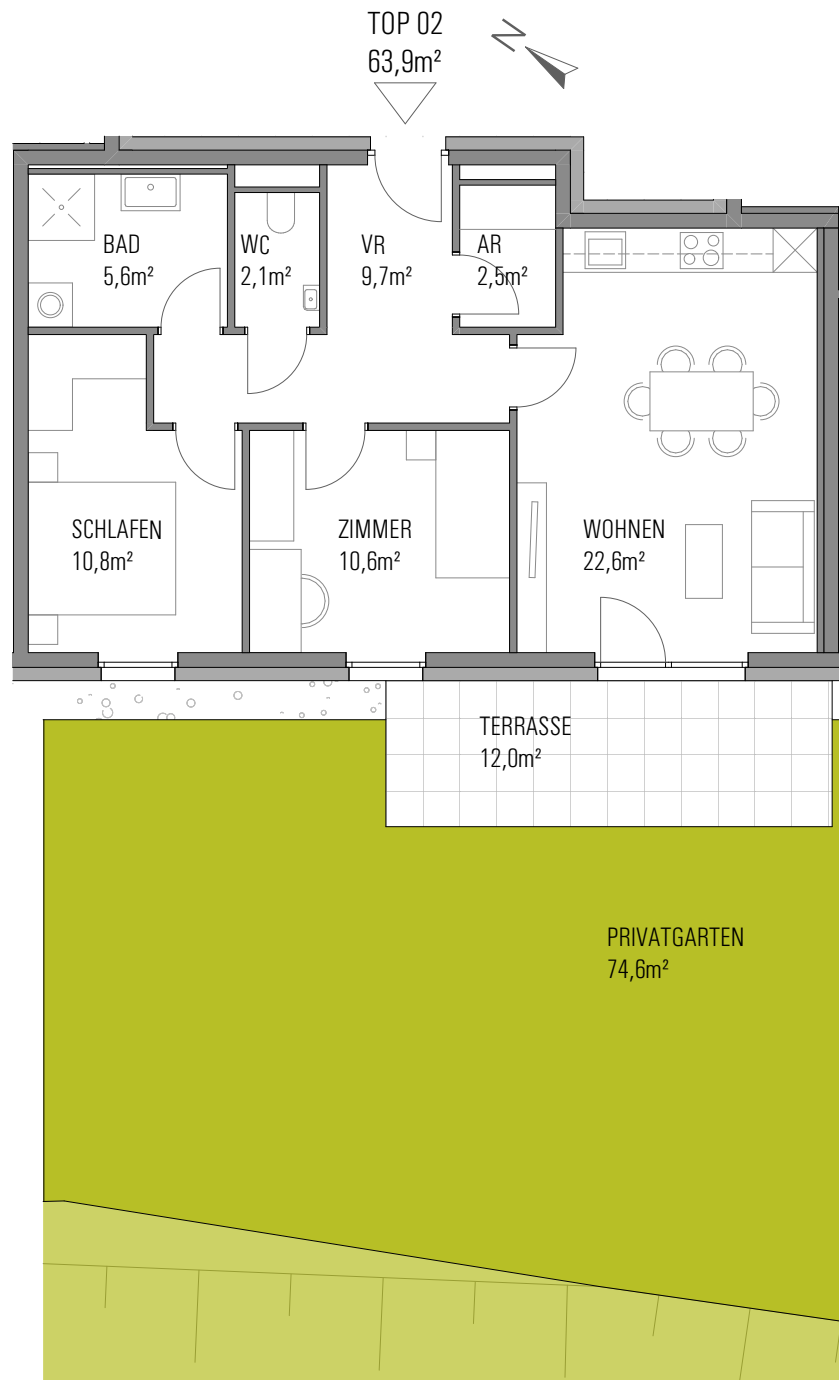 TOP 02
63,9m²
N
BAD
5,6m²
WC
2,1m²
VR
9,7m²
AR
2,5m²
SCHLAFEN
10,8m²
ZIMMER
10,6m²
WOHNEN
22,6m²
TERRASSE
12,0m²
PRIVATGARTEN
74,6m²